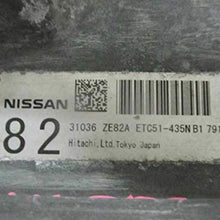 NISSAN
82
31036 ZE82A ETC51-435N B1 791
Hitachi, Ltd. Tokyo Japan